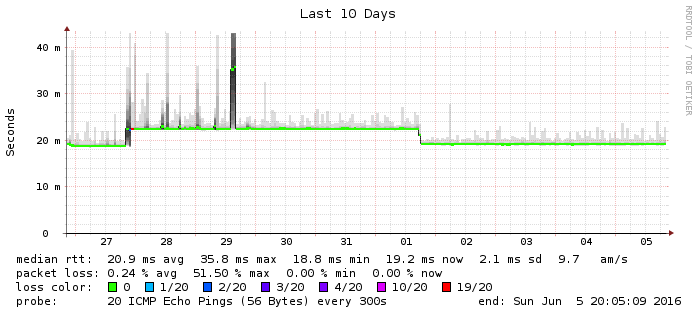 Last 10 Days
RRDTOOL / TOBI OETIKER
Seconds
40 m
30 m
20 m
10 m
0
27 28 29 30 31 01 02 03 04 05
median rtt: 20.9 ms avg 35.8 ms max 18.8 ms min 19.2 ms now 2.1 ms sd 9.7 am/s
packet loss: 0.24 % avg 51.50 % max 0.00 % min 0.00 % now
loss color: 0 1/20 2/20 3/20 4/20 10/20 19/20
probe: 20 ICMP Echo Pings (56 Bytes) every 300s end: Sun Jun 5 20:05:09 2016